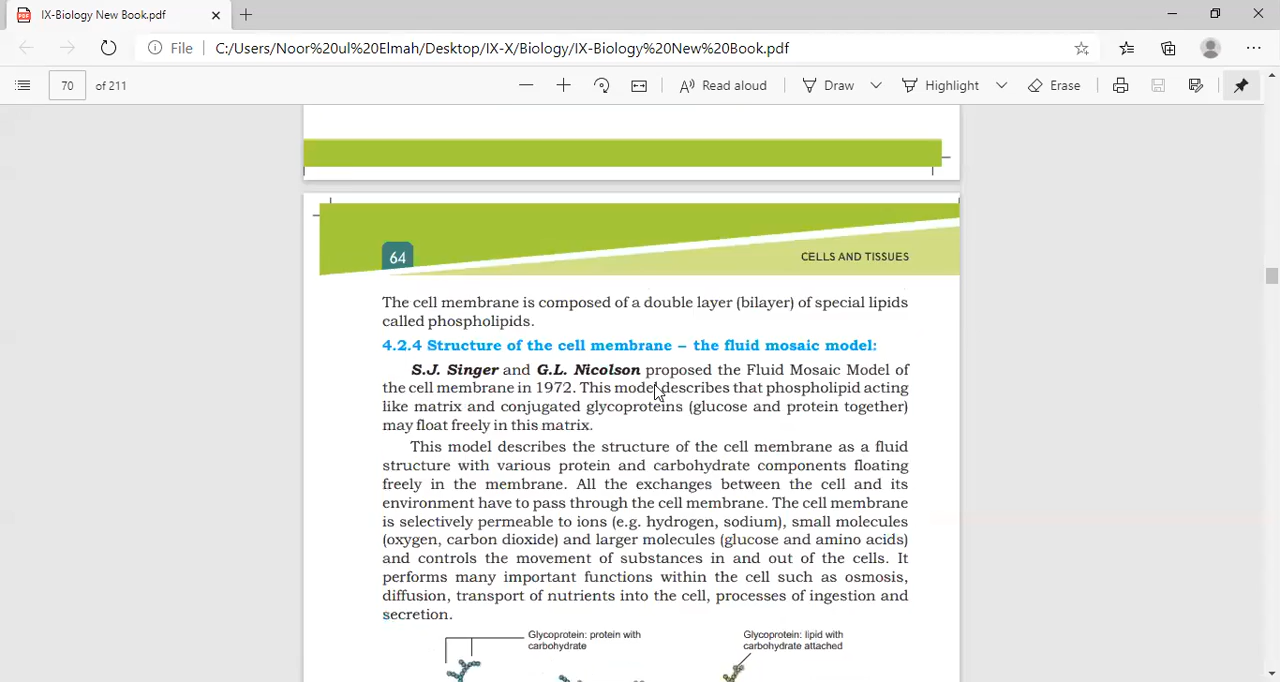 IX-Biology New Book.pdf
File
C:/Users/Noor%20ul%20Elmah/Desktop/IX-X/Biology/IX-Biology%20New%20Book.pdf
70 of 211
Read aloud
Draw
Highlight
Erase
64
CELLS AND TISSUES
The cell membrane is composed of a double layer (bilayer) of special lipids
called phospholipids.
4.2.4 Structure of the cell membrane – the fluid mosaic model:
S.J. Singer and G.L. Nicolson proposed the Fluid Mosaic Model of
the cell membrane in 1972. This model describes that phospholipid acting
like matrix and conjugated glycoproteins (glucose and protein together)
may float freely in this matrix.
This model describes the structure of the cell membrane as a fluid
structure with various protein and carbohydrate components floating
freely in the membrane. All the exchanges between the cell and its
environment have to pass through the cell membrane. The cell membrane
is selectively permeable to ions (e.g. hydrogen, sodium), small molecules
(oxygen, carbon dioxide) and larger molecules (glucose and amino acids)
and controls the movement of substances in and out of the cells. It
performs many important functions within the cell such as osmosis,
diffusion, transport of nutrients into the cell, processes of ingestion and
secretion.
Glycoprotein: protein with
carbohydrate
Glycoprotein: lipid with
carbohydrate attached